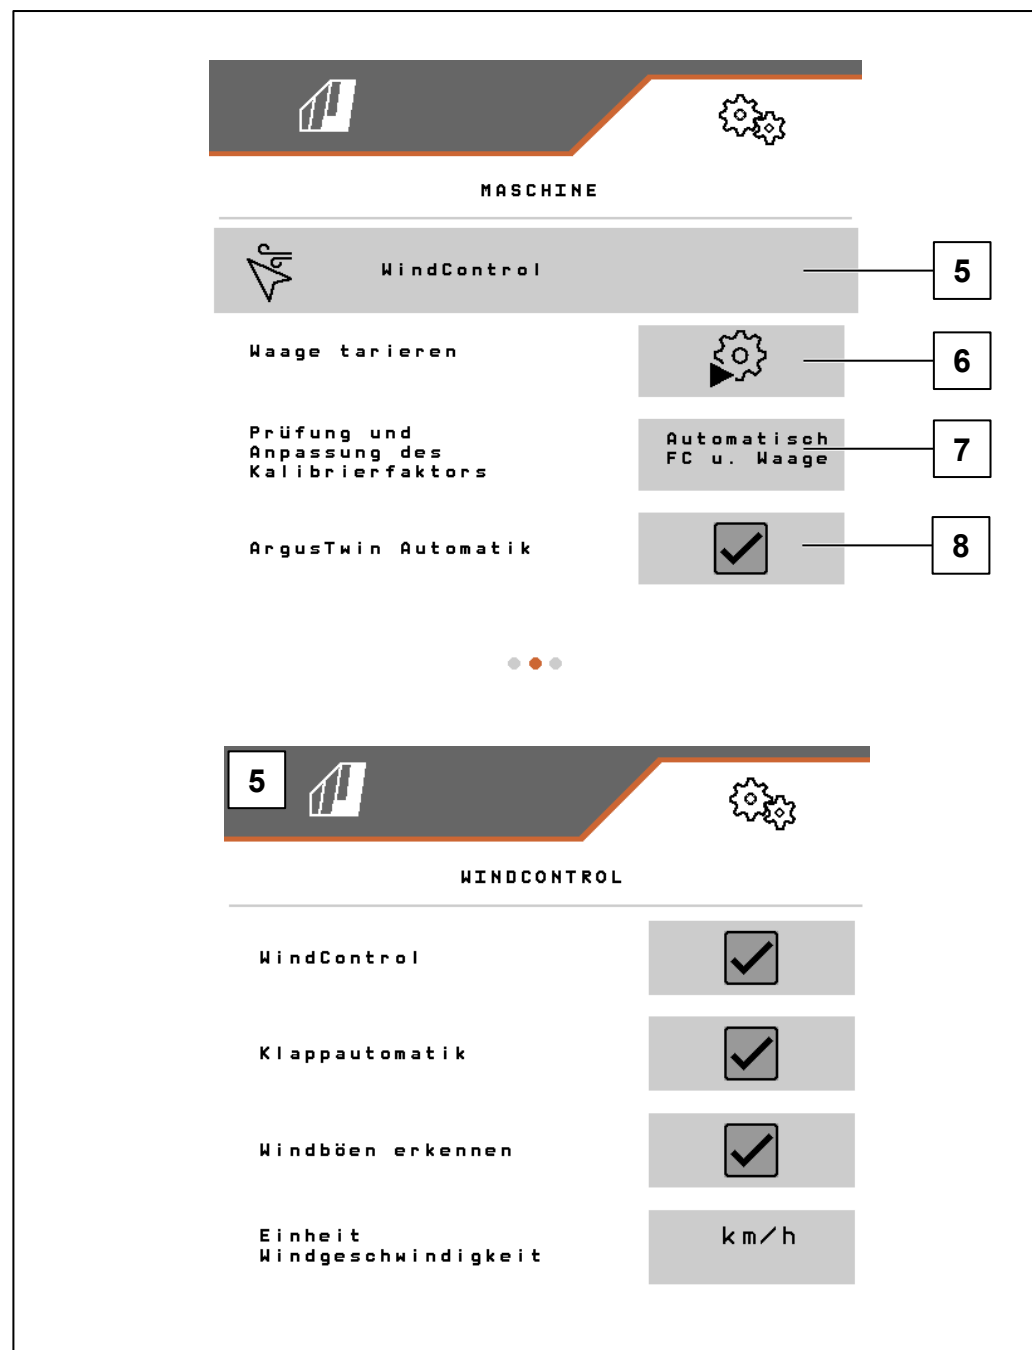 MASCHINE
WindControl
5
Waage tarieren
6
Prüfung und
Anpassung des
Kalibrierfaktors
Automatisch
FC u. Waage
7
ArgusTwin Automatik
8
5
WINDCONTROL
WindControl
Klappautomatik
Windböen erkennen
Einheit
Windgeschwindigkeit
km/h